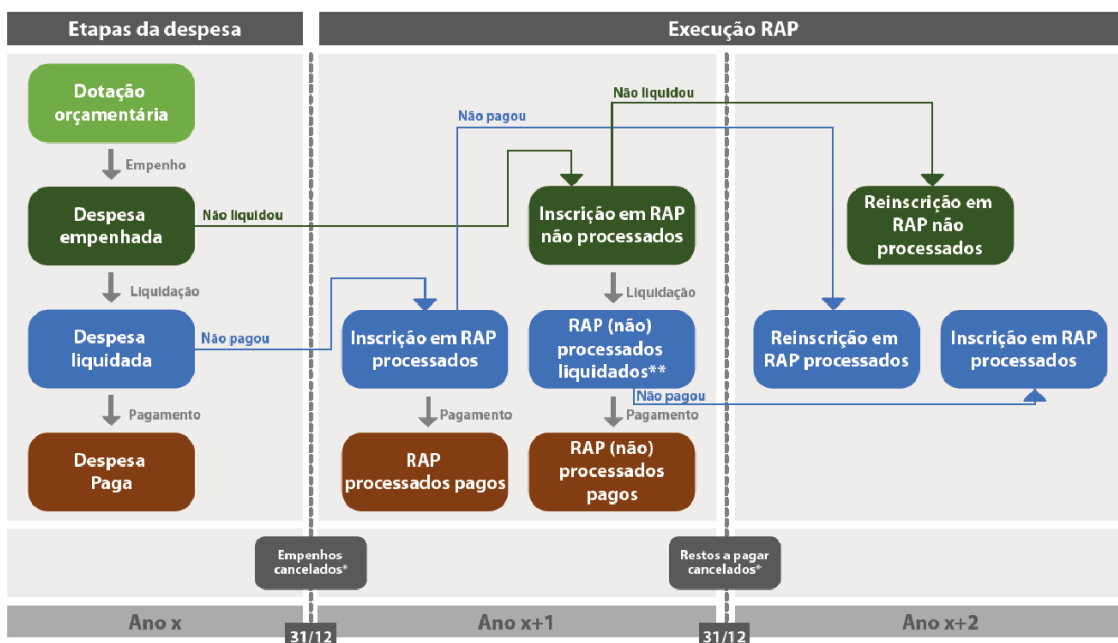 Etapas da despesa
Execução RAP
Dotação
orçamentária
Empenho
Despesa
empenhada
Não liquidou
Liquidação
Despesa
liquidada
Não pagou
Pagamento
Despesa
Paga
Não liquidou
Não pagou
Inscrição em RAP
não processados
Liquidação
Inscrição em RAP
processados
RAP (não)
processados
liquidados**
Não pagou
Pagamento
Pagamento
RAP
processados pagos
RAP (não)
processados
pagos
Reinscrição em
RAP não
processados
Reinscrição em
RAP processados
Inscrição em RAP
processados
Empenhos
cancelados*
Restos a pagar
cancelados*
Ano x
31/12
Ano x+1
31/12
Ano x+2